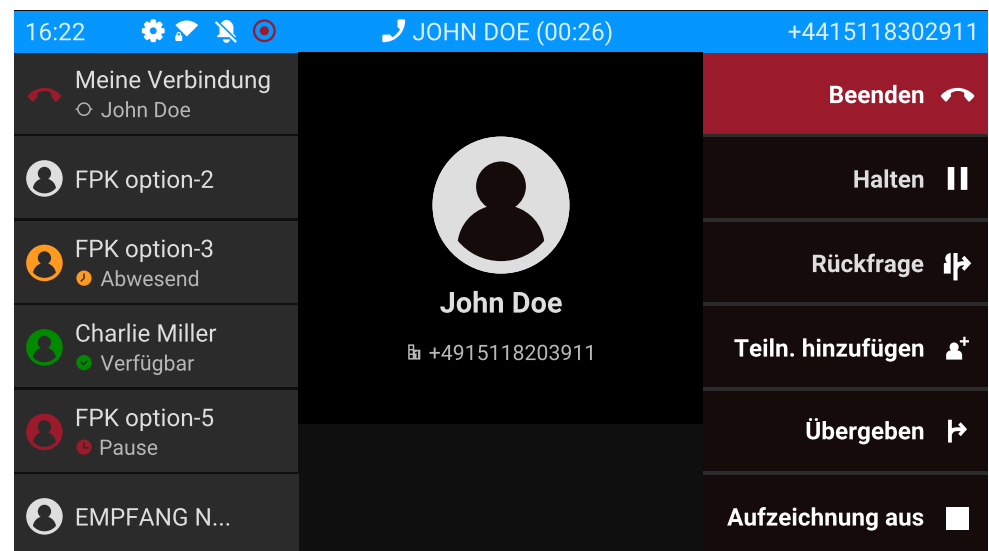 16:22
JOHN DOE (00:26)
+4415118302911
Meine Verbindung
John Doe
FPK option-2
FPK option-3
Abwesend
Charlie Miller
Verfügbar
FPK option-5
Pause
EMPFANG N...
John Doe
+4915118203911
Beenden
Halten
Rückfrage
Teiln. hinzufügen
Übergeben
Aufzeichnung aus